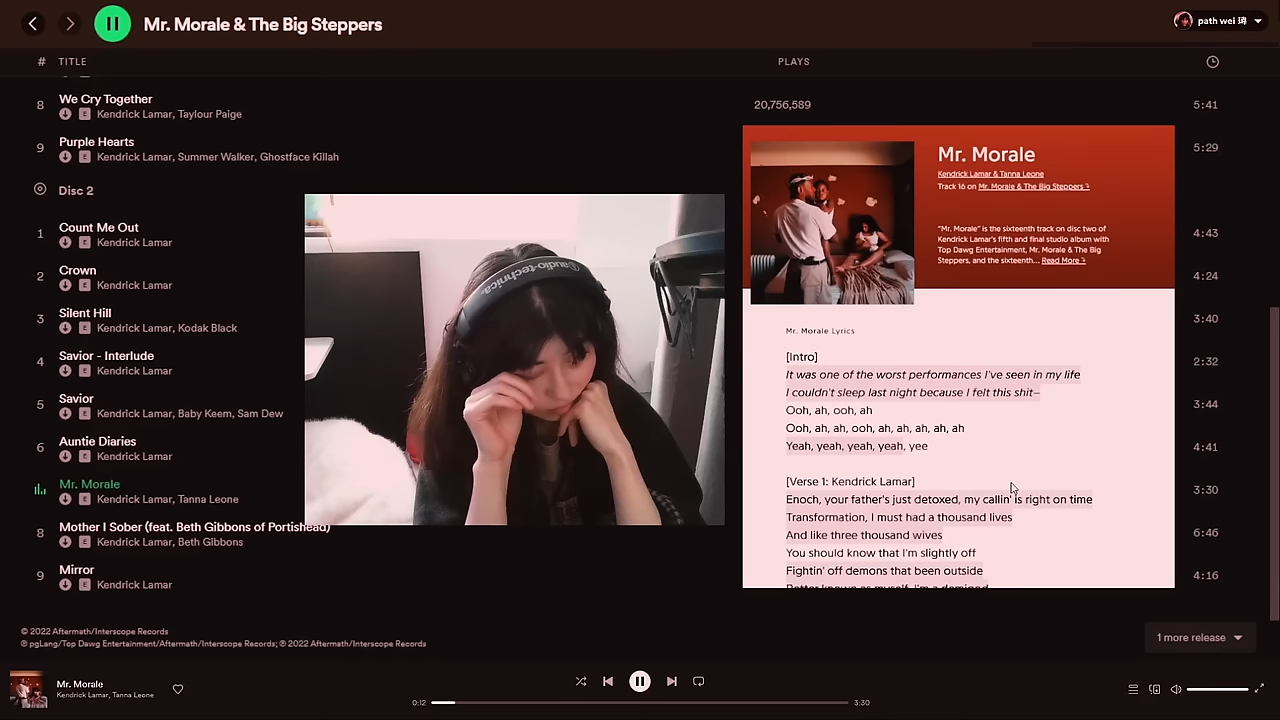 Mr. Morale & The Big Steppers
path wei 琦
# TITLE
PLAYS
8
We Cry Together
E Kendrick Lamar, Taylour Paige
20,756,589
5:41
9
Purple Hearts
E Kendrick Lamar, Summer Walker, Ghostface Killah
5:29
Disc 2
1
Count Me Out
E Kendrick Lamar
4:43
2
Crown
E Kendrick Lamar
4:24
3
Silent Hill
E Kendrick Lamar, Kodak Black
3:40
4
Savior - Interlude
E Kendrick Lamar
2:32
5
Savior
E Kendrick Lamar, Baby Keem, Sam Dew
3:44
6
Auntie Diaries
E Kendrick Lamar
4:41
Mr. Morale
E Kendrick Lamar, Tanna Leone
3:30
8
Mother I Sober (feat. Beth Gibbons of Portishead)
E Kendrick Lamar, Beth Gibbons
6:46
9
Mirror
E Kendrick Lamar
4:16
audio-technica
Mr. Morale
Kendrick Lamar & Tanna Leone
Track 16 on Mr. Morale & The Big Steppers
"Mr. Morale" is the sixteenth track on disc two of
Kendrick Lamar's fifth and final studio album with
Top Dawg Entertainment, Mr. Morale & The Big
Steppers, and the sixteenth... Read More
Mr. Morale Lyrics
[Intro]
It was one of the worst performances I've seen in my life
I couldn't sleep last night because I felt this shit—
Ooh, ah, ooh, ah
Ooh, ah, ah, ooh, ah, ah, ah, ah, ah
Yeah, yeah, yeah, yeah, yee
[Verse 1: Kendrick Lamar]
Enoch, your father's just detoxed, my callin' is right on time
Transformation, I must had a thousand lives
And like three thousand wives
You should know that I'm slightly off
Fightin' off demons that been outside
Better known as myself, I'm a demigod
© 2022 Aftermath/Interscope Records
℗ pgLang/Top Dawg Entertainment/Aftermath/Interscope Records; ℗ 2022 Aftermath/Interscope Records
1 more release
Mr. Morale
Kendrick Lamar, Tanna Leone
0:12
3:30